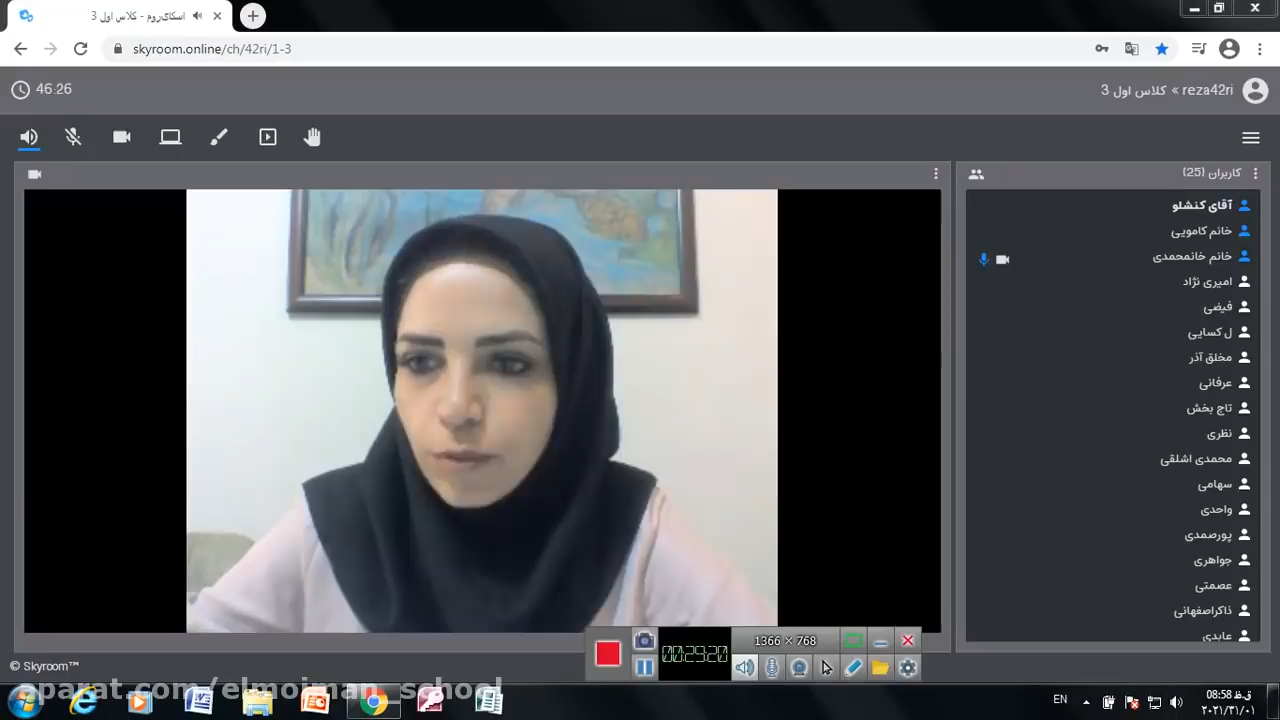 اسکای‌روم - کلاس اول 3
skyroom.online/ch/42ri/1-3
46:26
reza42ri » کلاس اول 3
کاربران (25)
آقای کنشلو
خانم کامویی
خانم خانمحمدی
امیری نژاد
فیضی
ل کسایی
مخلق آذر
عرفانی
تاج بخش
نظری
محمدی اشلقی
سهامی
واحدی
پورصمدی
جواهری
عصمتی
ذاکراصفهانی
عابدی
1366 × 768
00:29:20
© Skyroom™
aparat.com/elmoiman_school
EN
08:58 ق.ظ
۲۰۲۱/۳۱/۰۱